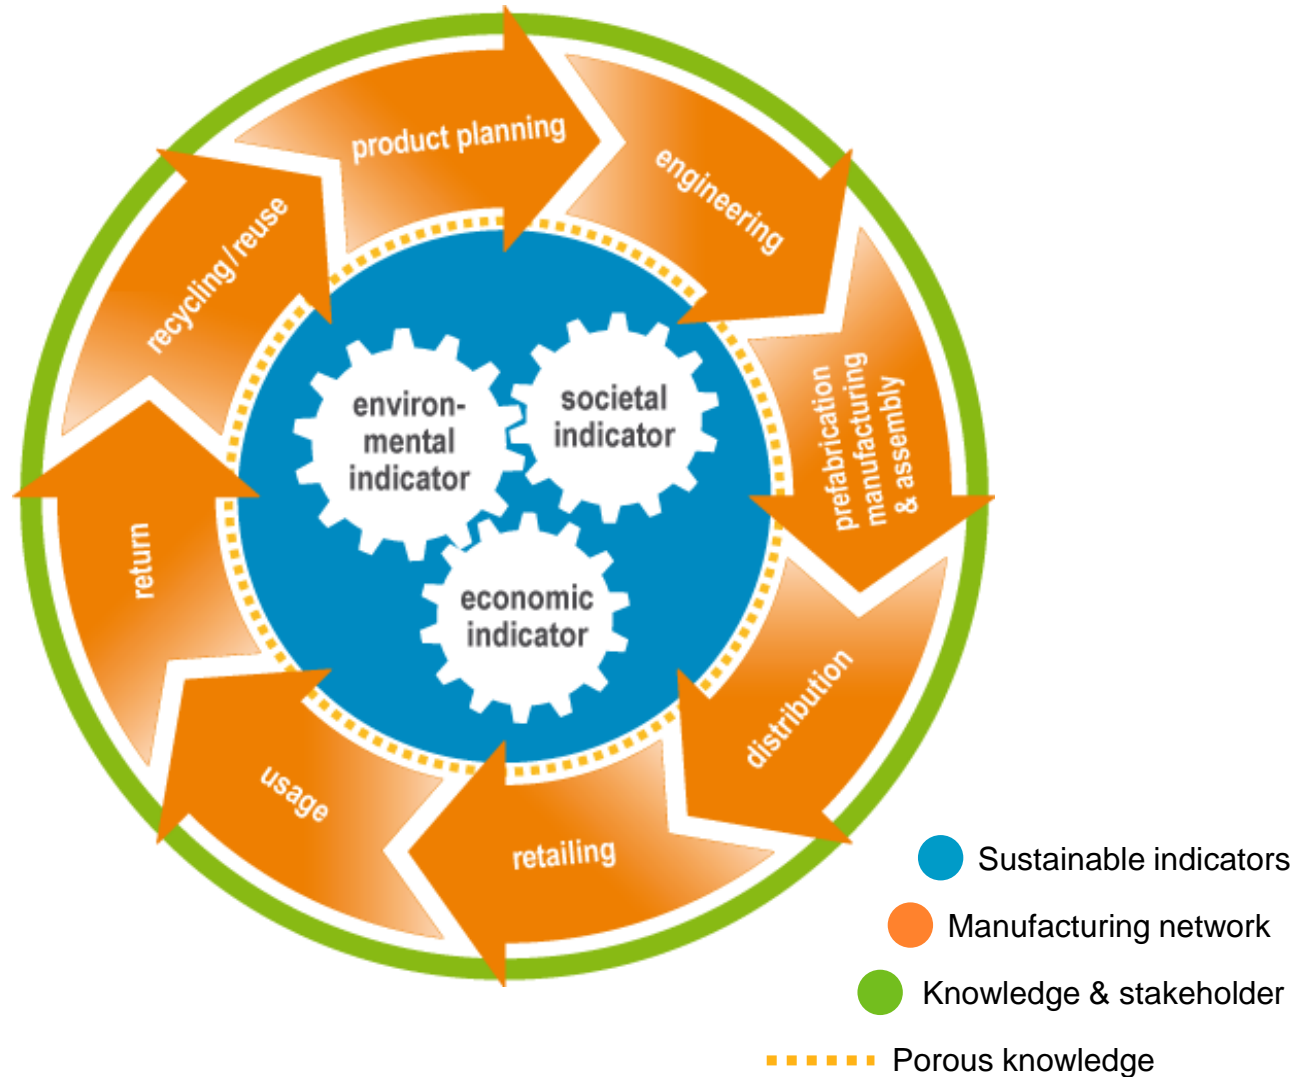 product planning
engineering
prefabrication
manufacturing
& assembly
distribution
retailing
usage
return
recycling/reuse
environ-
mental
indicator
societal
indicator
economic
indicator
Sustainable indicators
Manufacturing network
Knowledge & stakeholder
Porous knowledge